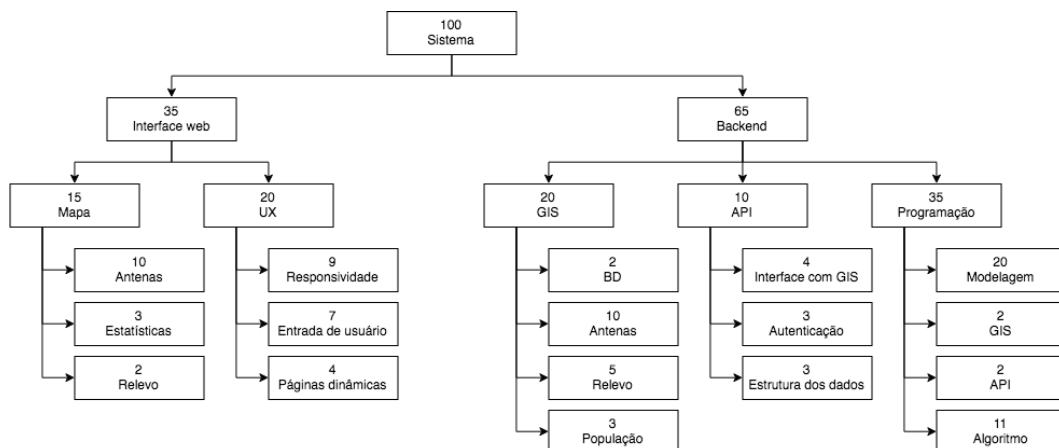 100
Sistema
35
Interface web
65
Backend
15
Mapa
20
UX
20
GIS
10
API
35
Programação
10
Antenas
9
Responsividade
2
BD
4
Interface com GIS
20
Modelagem
3
Estatísticas
7
Entrada de usuário
10
Antenas
3
Autenticação
2
GIS
2
Relevo
4
Páginas dinâmicas
5
Relevo
3
Estrutura dos dados
2
API
3
População
11
Algoritmo